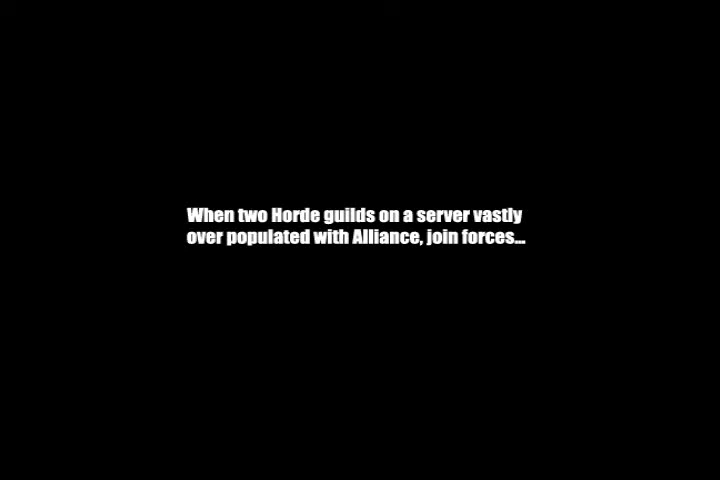 When two Horde guilds on a server vastly
over populated with Alliance, join forces...